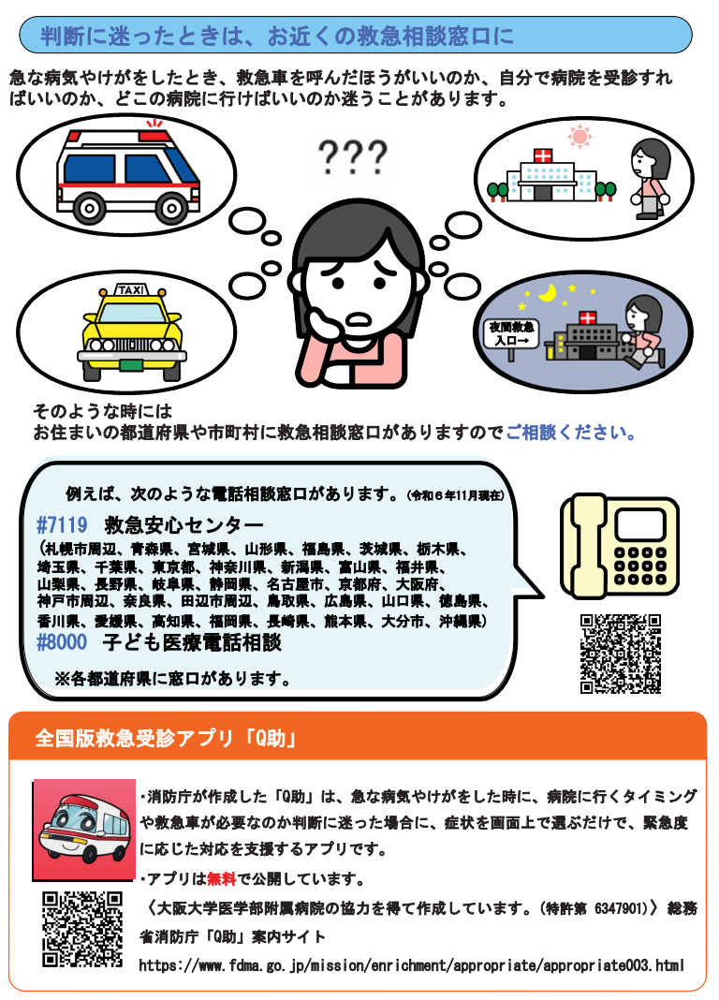 判断に迷ったときは、お近くの救急相談窓口に
急な病気やけがをしたとき、救急車を呼んだほうがいいのか、自分で病院を受診すれ
ばいいのか、どこの病院に行けばいいのか迷うことがあります。
???
TAXI
夜間救急
入口→
そのような時には
お住まいの都道府県や市町村に救急相談窓口がありますのでご相談ください。
例えば、次のような電話相談窓口があります。(令和6年11月現在)
#7119 救急安心センター
(札幌市周辺、青森県、宮城県、山形県、福島県、茨城県、栃木県、
埼玉県、千葉県、東京都、神奈川県、新潟県、富山県、福井県、
山梨県、長野県、岐阜県、静岡県、名古屋市、京都府、大阪府、
神戸市周辺、奈良県、田辺市周辺、鳥取県、広島県、山口県、徳島県、
香川県、愛媛県、高知県、福岡県、長崎県、熊本県、大分市、沖縄県)
#8000 子ども医療電話相談
※各都道府県に窓口があります。
全国版救急受診アプリ「Q助」
・消防庁が作成した「Q助」は、急な病気やけがをした時に、病院に行くタイミング
や救急車が必要なのか判断に迷った場合に、症状を画面上で選ぶだけで、緊急度
に応じた対応を支援するアプリです。
・アプリは無料で公開しています。
〈大阪大学医学部附属病院の協力を得て作成しています。(特許第 6347901)〉総務
省消防庁「Q助」案内サイト
https://www.fdma.go.jp/mission/enrichment/appropriate/appropriate003.html